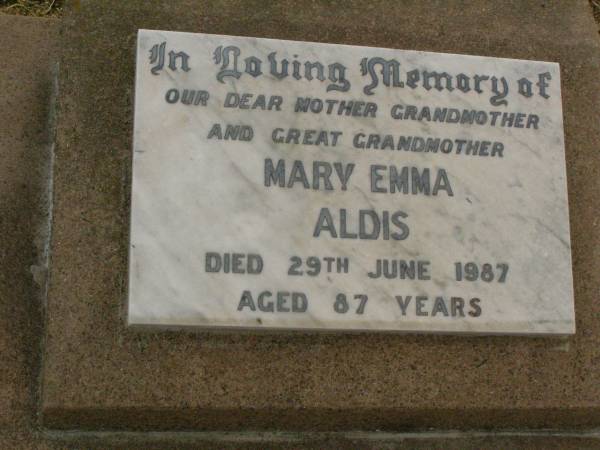 In Loving Memory of
OUR DEAR MOTHER GRANDMOTHER
AND GREAT GRANDMOTHER
MARY EMMA
ALDIS
DIED 29TH JUNE 1987
AGED 87 YEARS